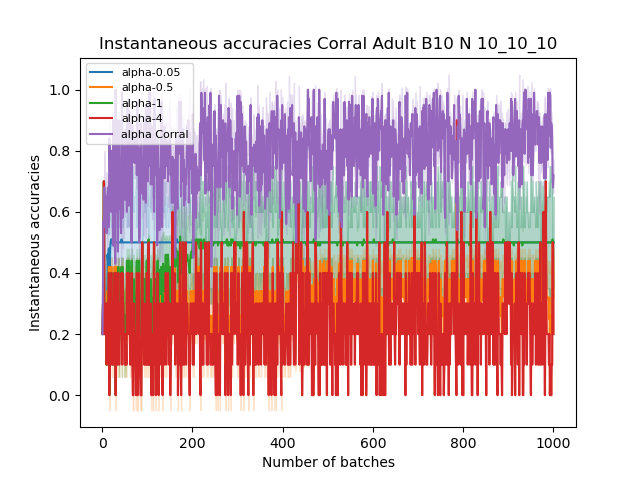 Instantaneous accuracies Corral Adult B10 N 10_10_10
alpha-0.05
alpha-0.5
alpha-1
alpha-4
alpha Corral
1.0
0.8
0.6
0.4
0.2
0.0
Instantaneous accuracies
0 200 400 600 800 1000
Number of batches